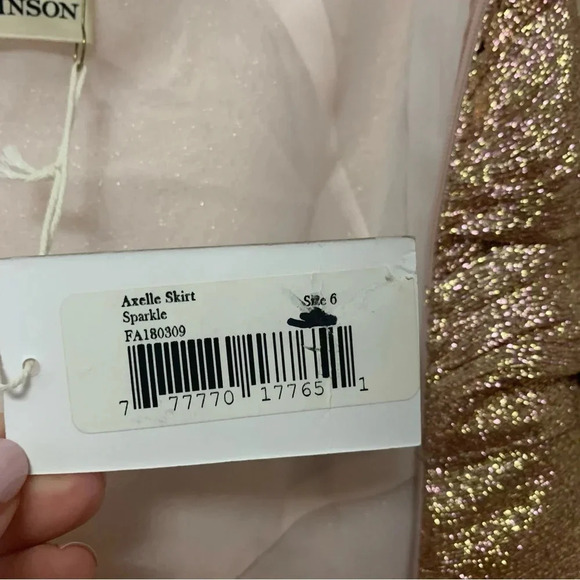 INSON
Axelle Skirt Size 6
Sparkle
FA180309
7 77770 17765 1